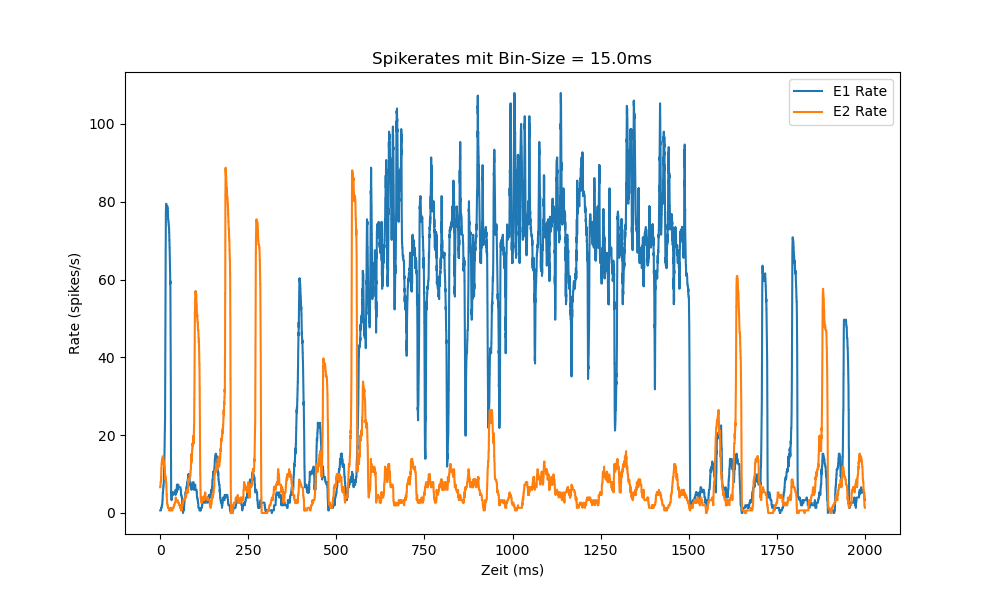 Spikerates mit Bin-Size = 15.0ms
E1 Rate
E2 Rate
Rate (spikes/s)
100
80
60
40
20
0
0 250 500 750 1000 1250 1500 1750 2000
Zeit (ms)